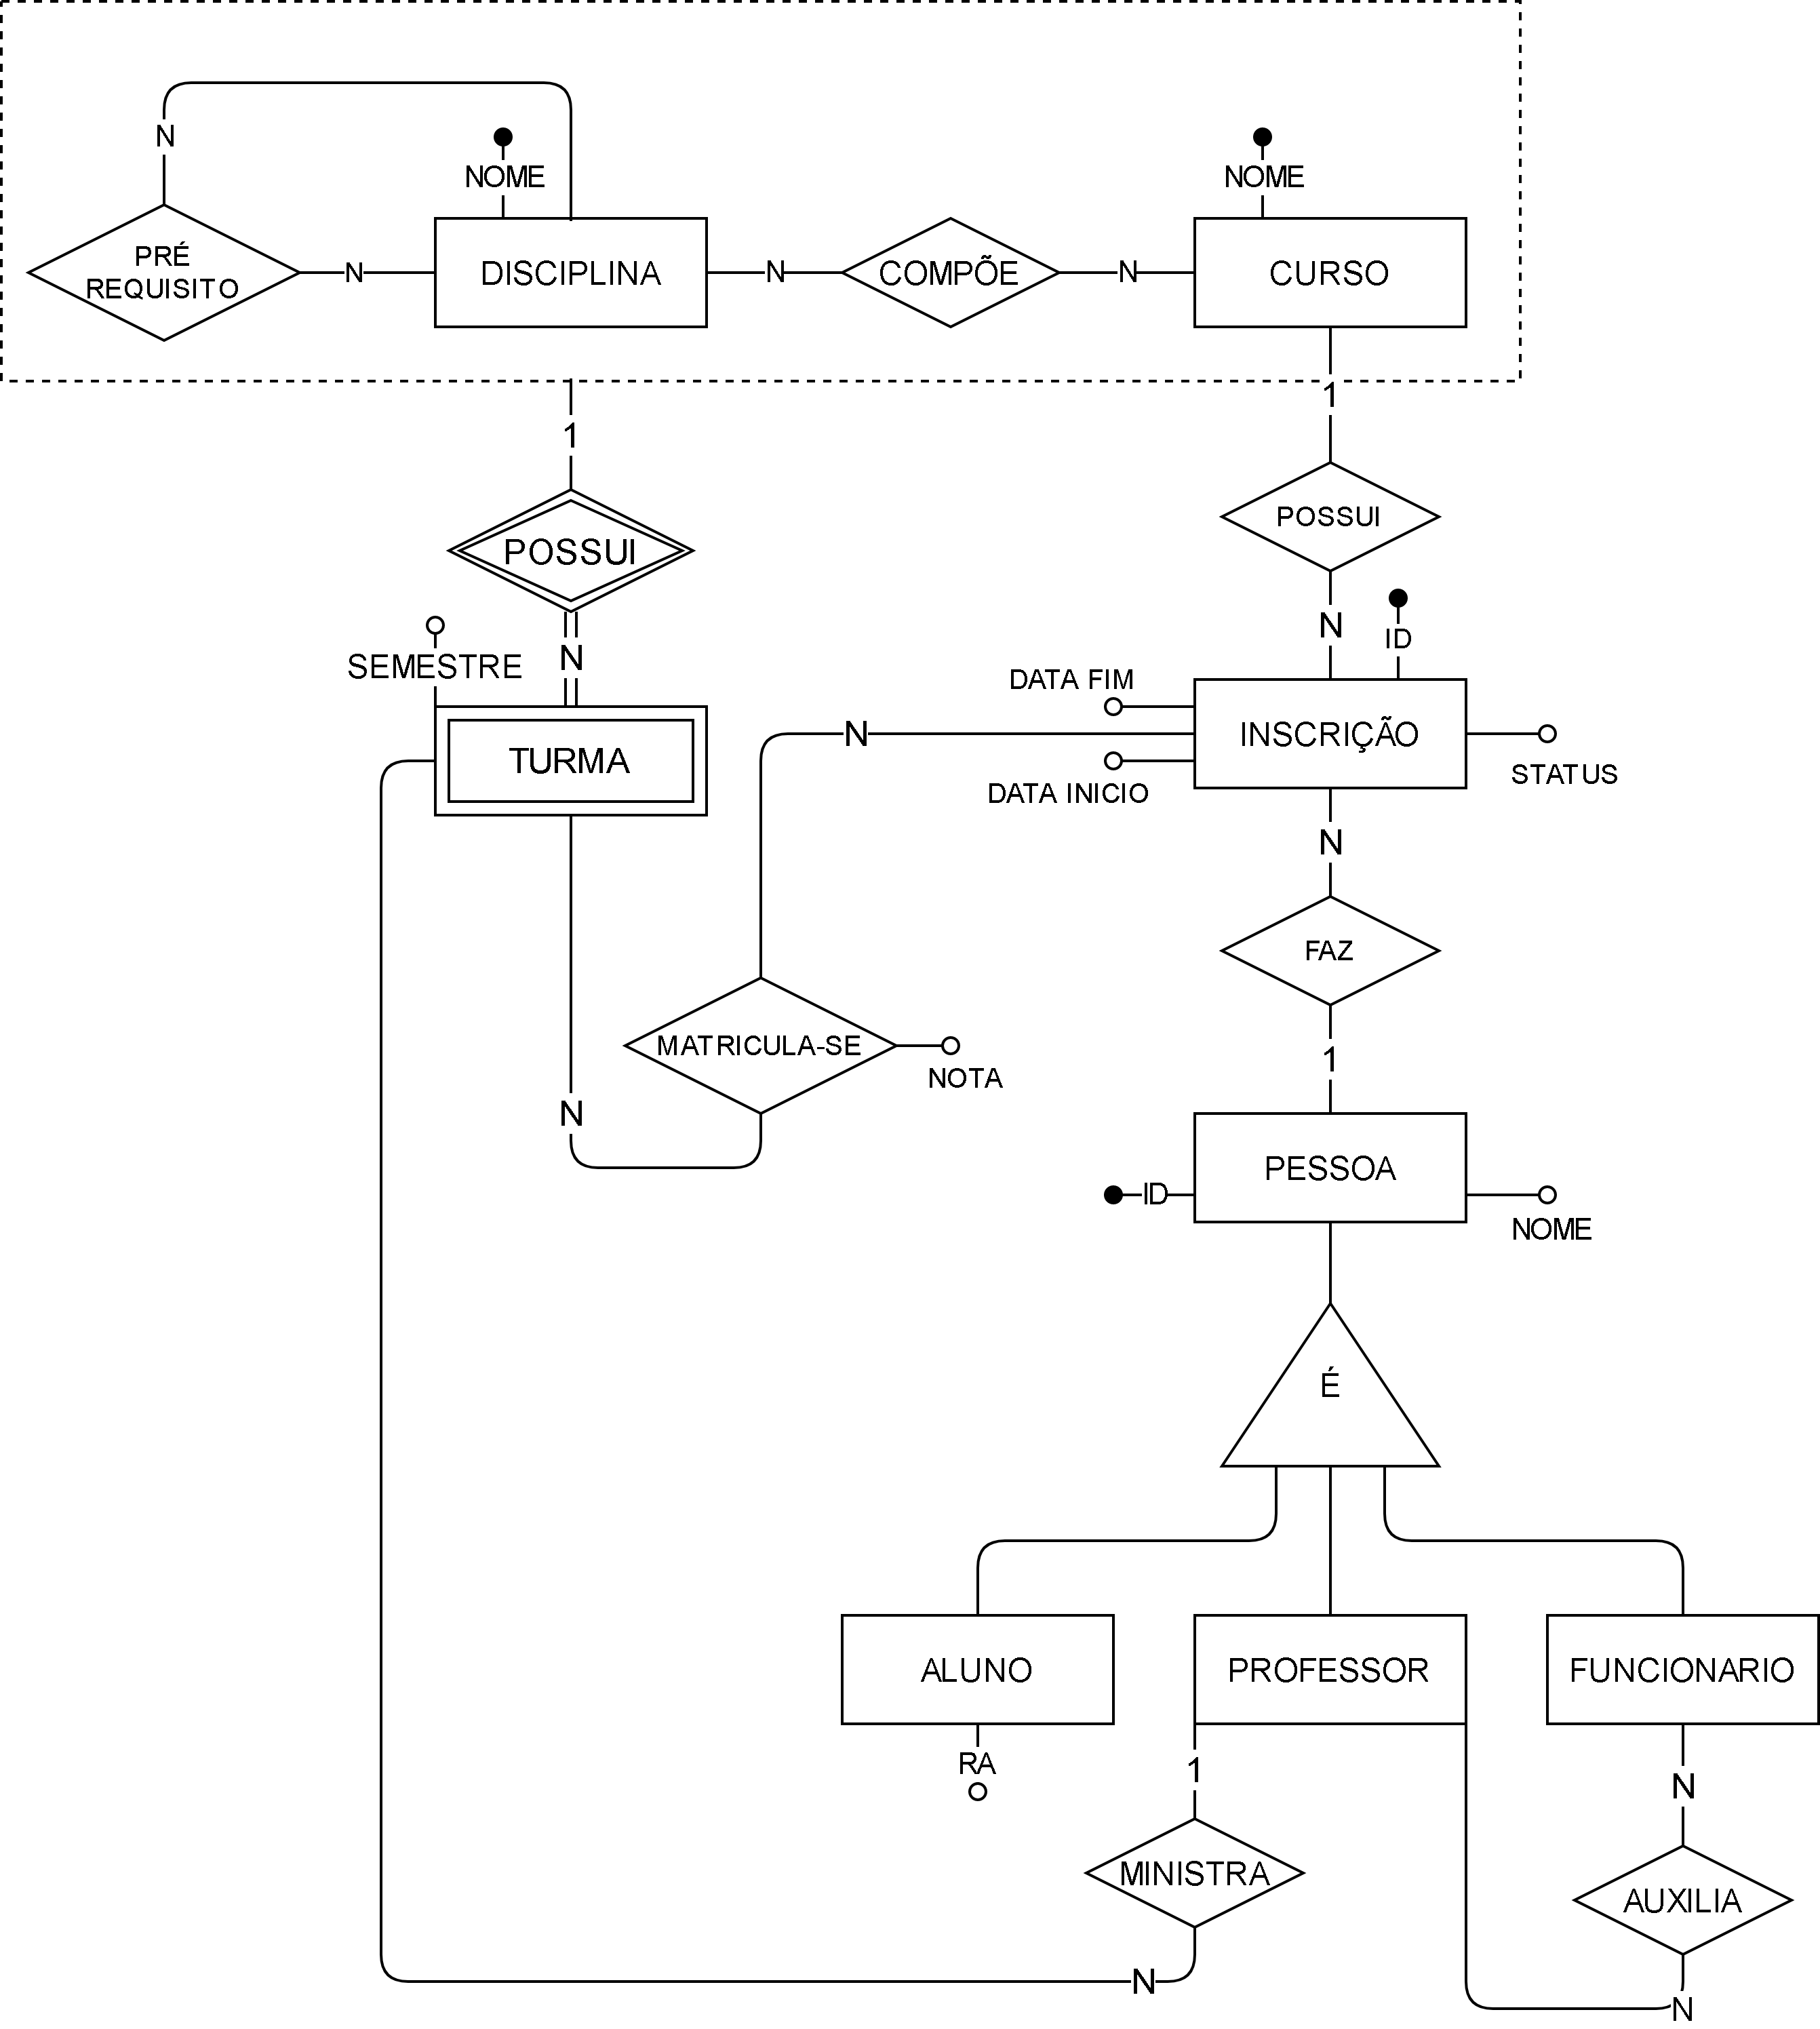 N
NOME
NOME
PRÉ
REQUISITO
N
DISCIPLINA
N
COMPÕE
N
CURSO
1
1
POSSUI
POSSUI
N
ID
SEMESTRE
N
DATA FIM
TURMA
N
INSCRIÇÃO
DATA INICIO
STATUS
N
FAZ
MATRICULA-SE
NOTA
1
N
PESSOA
ID
NOME
É
ALUNO
PROFESSOR
FUNCIONARIO
RA
1
N
MINISTRA
AUXILIA
N
N